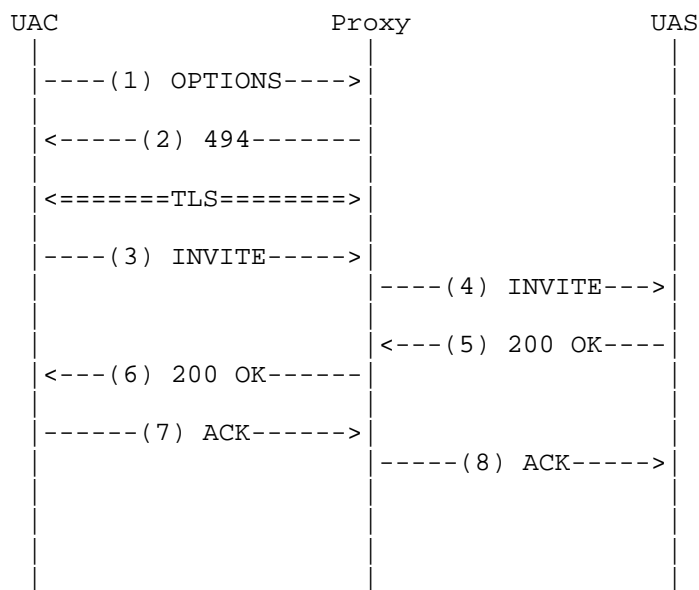 UAC Proxy UAS
----(1) OPTIONS---->
<-----(2) 494-------
<=======TLS========>
----(3) INVITE----->
----(4) INVITE--->
<---(5) 200 OK----
<---(6) 200 OK------
------(7) ACK------>
-----(8) ACK----->